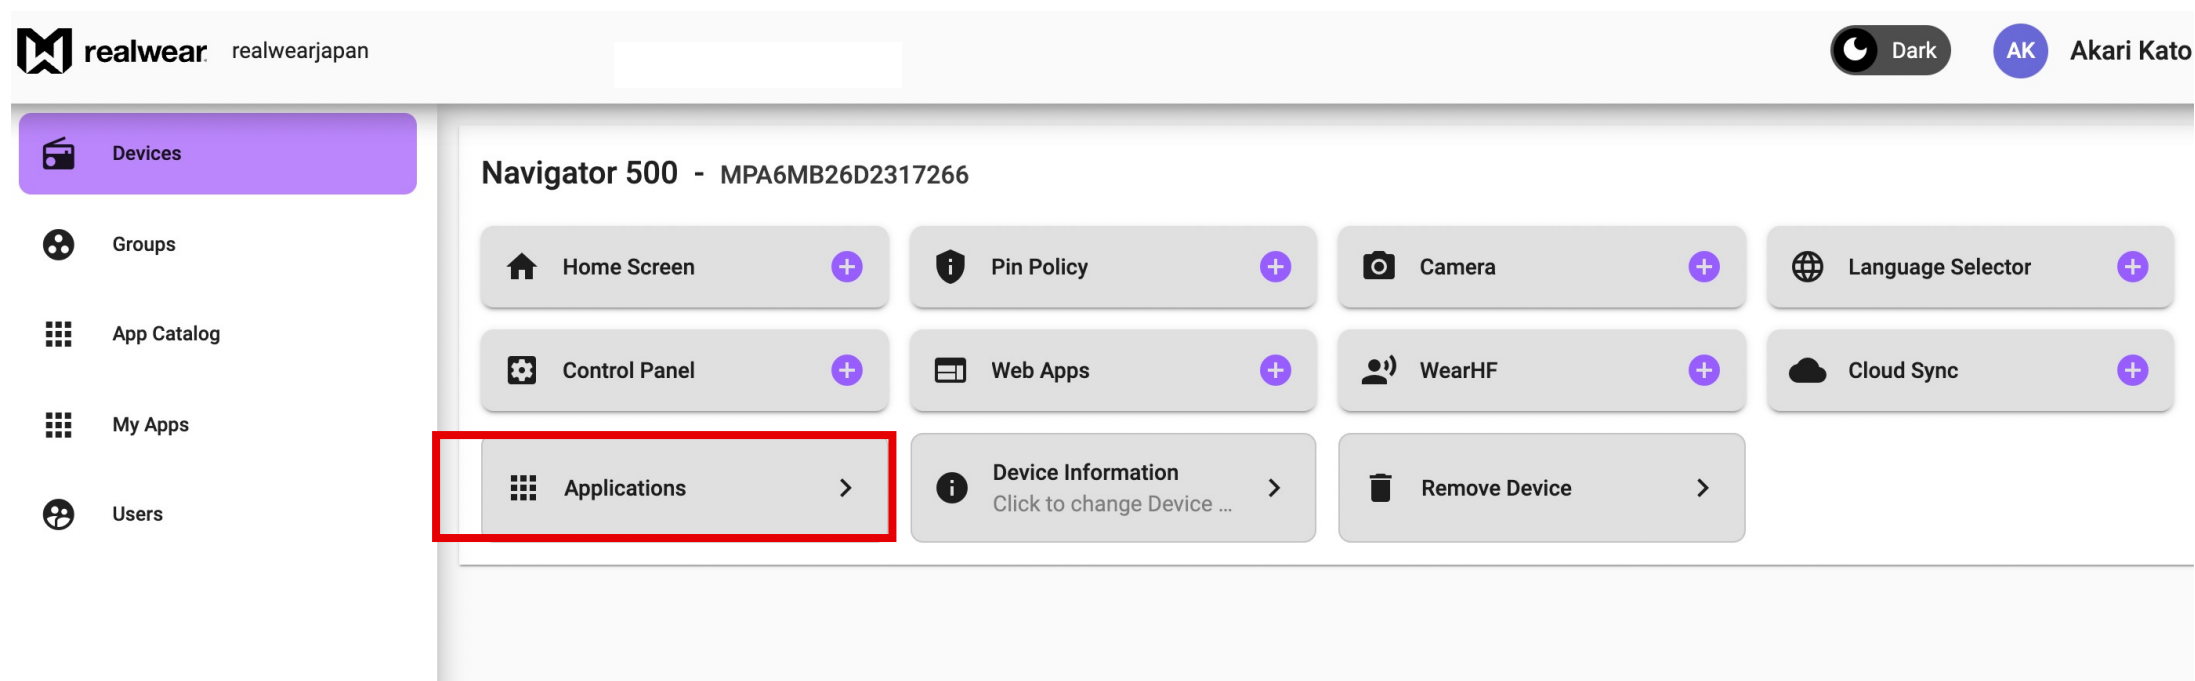 realwear realwearjapan Dark AK Akari Kato
Devices
Groups
App Catalog
My Apps
Users
Navigator 500 - MPA6MB26D2317266
Home Screen Pin Policy Camera Language Selector
Control Panel Web Apps WearHF Cloud Sync
Applications
Device Information
Click to change Device ...
Remove Device